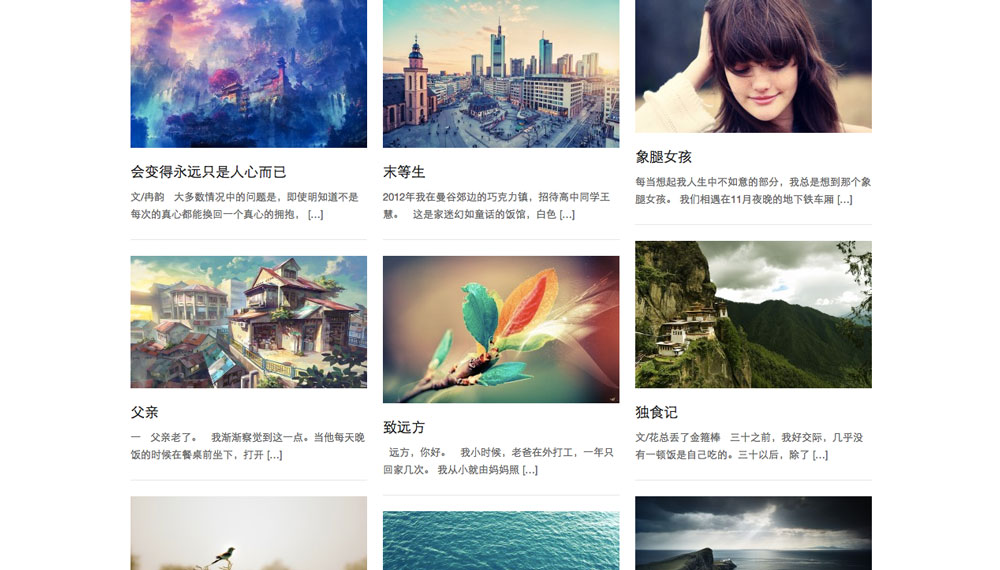 会变得永远只是人心而已
文/冉韵　大多数情况中的问题是，即使明知道不是
每次的真心都能换回一个真心的拥抱， [...]
末等生
2012年我在曼谷郊边的巧克力镇，招待高中同学王
慧。　这是家迷幻如童话的饭馆，白色 [...]
象腿女孩
每当想起我人生中不如意的部分，我总是想到那个象
腿女孩。 我们相遇在11月夜晚的地下铁车厢 [...]
父亲
一　父亲老了。　我渐渐察觉到这一点。当他每天晚
饭的时候在餐桌前坐下，打开 [...]
致远方
远方，你好。　我小时候，老爸在外打工，一年只
回家几次。 我从小就由妈妈照 [...]
独食记
文/花总丢了金箍棒　三十之前，我好交际，几乎没
有一顿饭是自己吃的。三十以后，除了 [...]